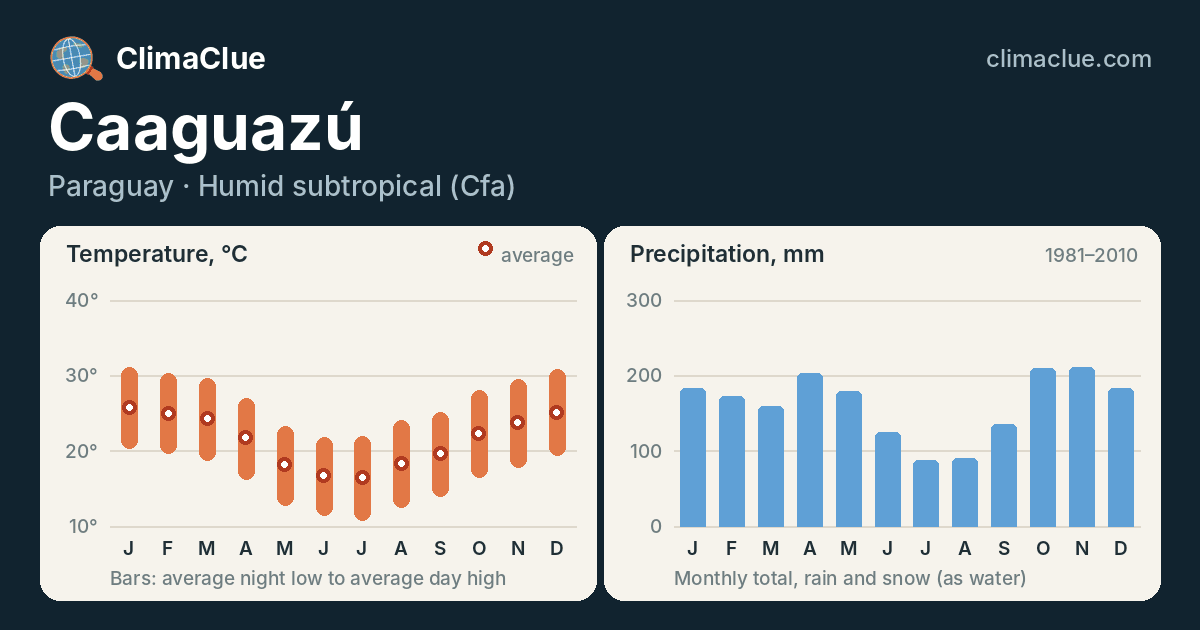 ClimaClue
climaclue.com
Caaguazú
Paraguay · Humid subtropical (Cfa)
Temperature, °C
average
40°
30°
20°
10°
J F M A M J J A S O N D
Bars: average night low to average day high
Precipitation, mm
1981–2010
300
200
100
0
J F M A M J J A S O N D
Monthly total, rain and snow (as water)